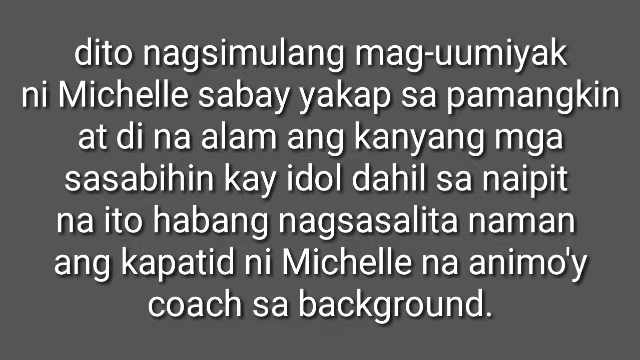 dito nagsimulang mag-uumiyak
ni Michelle sabay yakap sa pamangkin
at di na alam ang kanyang mga
sasabihin kay idol dahil sa naipit
na ito habang nagsasalita naman
ang kapatid ni Michelle na animo'y
coach sa background.